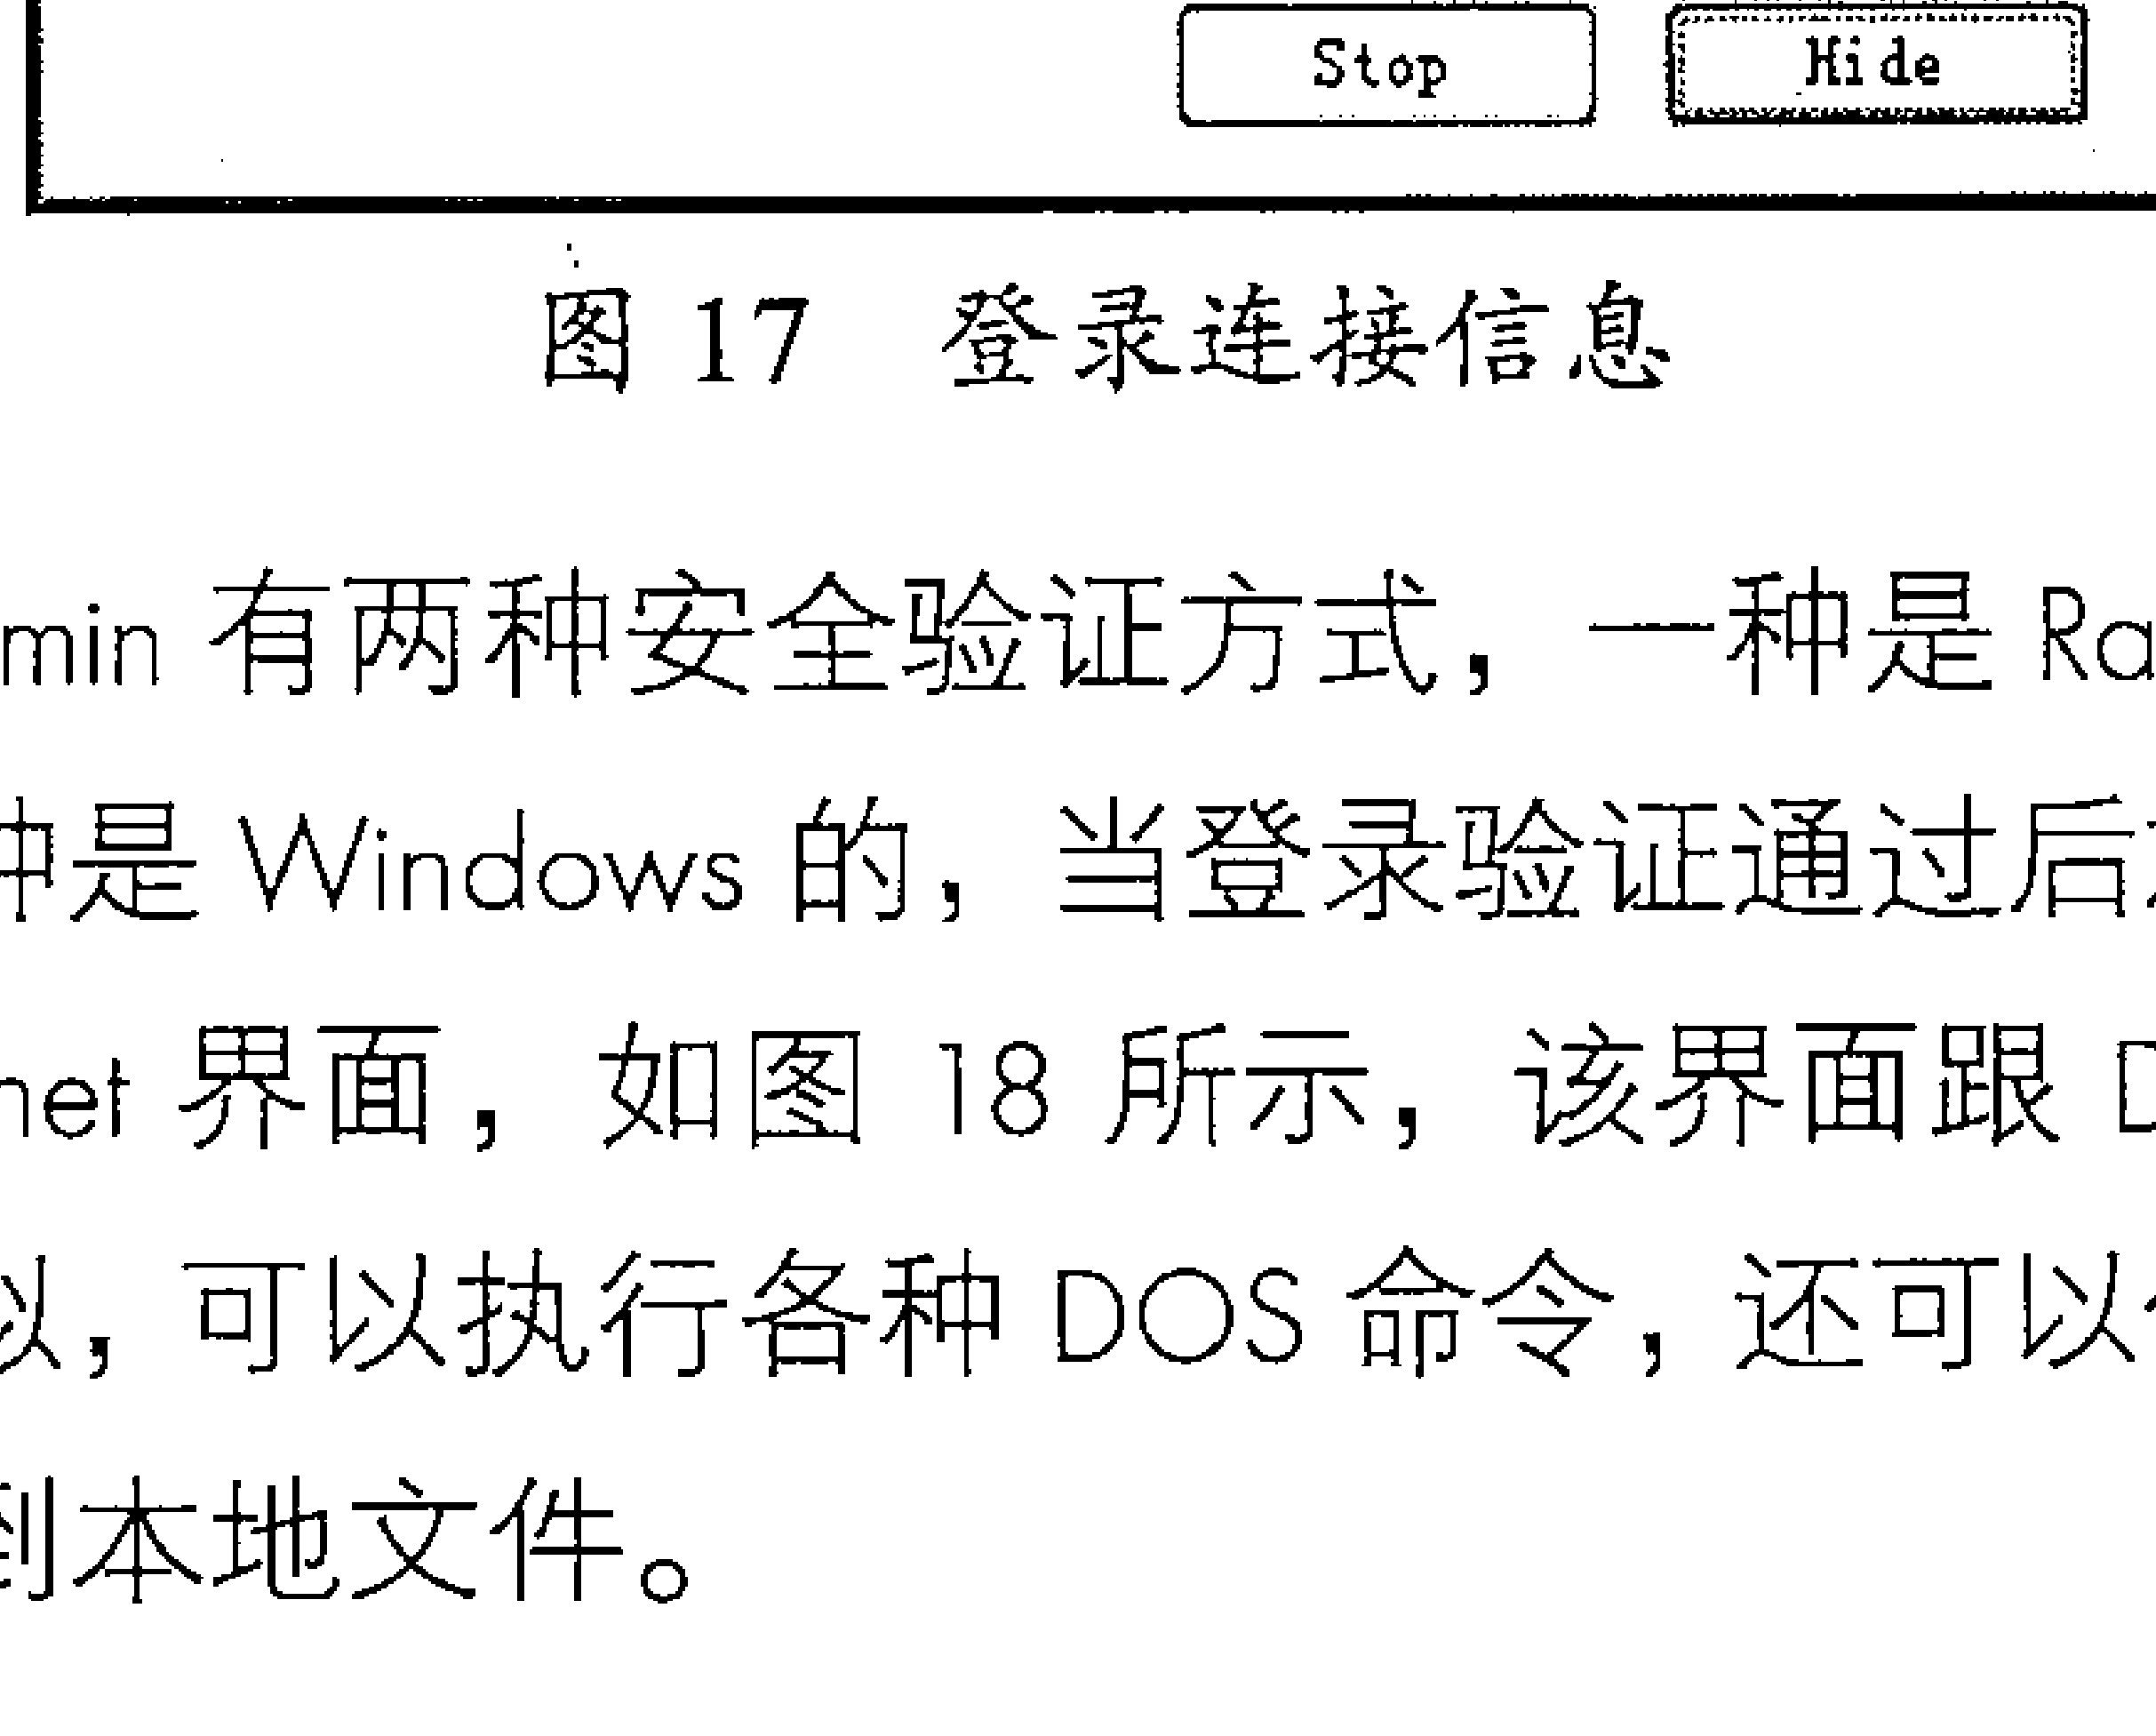 Stop Hide
图 17 登录连接信息
min 有两种安全验证方式，一种是 Ra
种是 Windows 的，当登录验证通过后
net 界面，如图 18 所示，该界面跟 D
以，可以执行各种 DOS 命令，还可以
到本地文件。